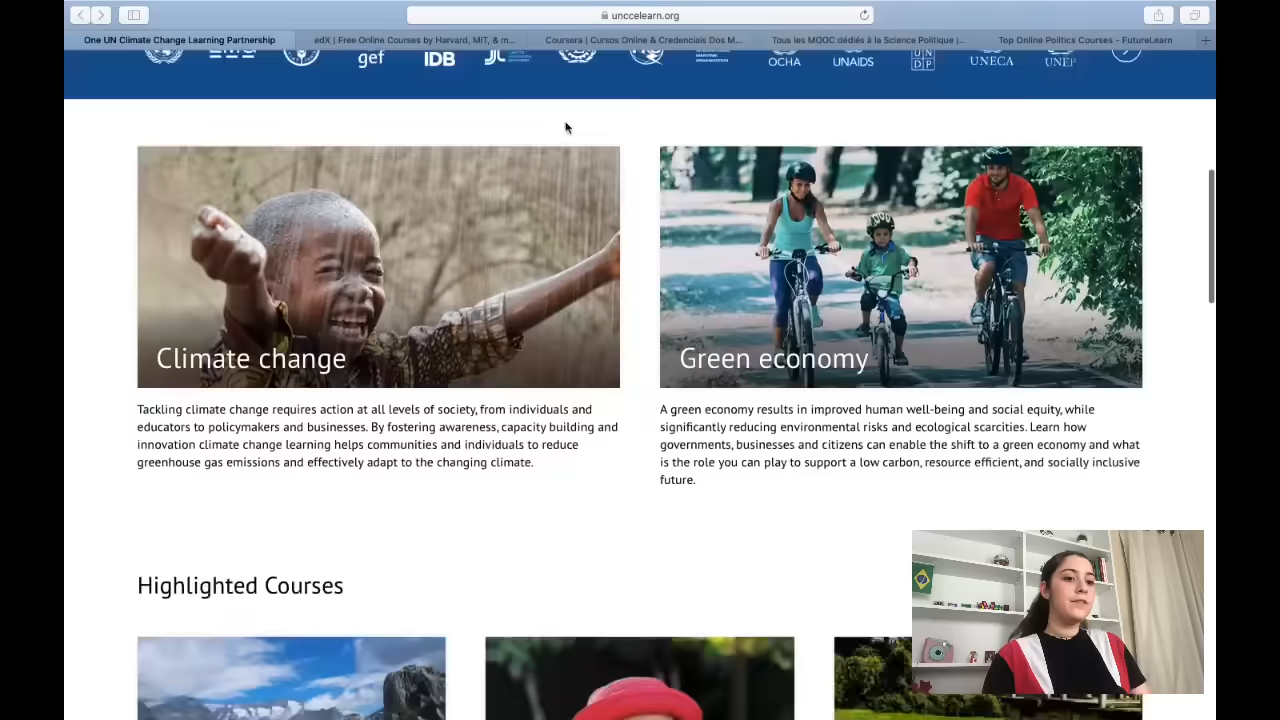 unccelearn.org
One UN Climate Change Learning Partnership
edX | Free Online Courses by Harvard, MIT, & m...
Coursera | Cursos Online & Credenciais Dos M...
Tous les MOOC dédiés à la Science Politique |...
Top Online Politics Courses - FutureLearn
gef
IDB
OCHA
UNAIDS
UN
DP
UNECA
UNEP
Climate change
Green economy
Tackling climate change requires action at all levels of society, from individuals and
educators to policymakers and businesses. By fostering awareness, capacity building and
innovation climate change learning helps communities and individuals to reduce
greenhouse gas emissions and effectively adapt to the changing climate.
A green economy results in improved human well-being and social equity, while
significantly reducing environmental risks and ecological scarcities. Learn how
governments, businesses and citizens can enable the shift to a green economy and what
is the role you can play to support a low carbon, resource efficient, and socially inclusive
future.
Highlighted Courses